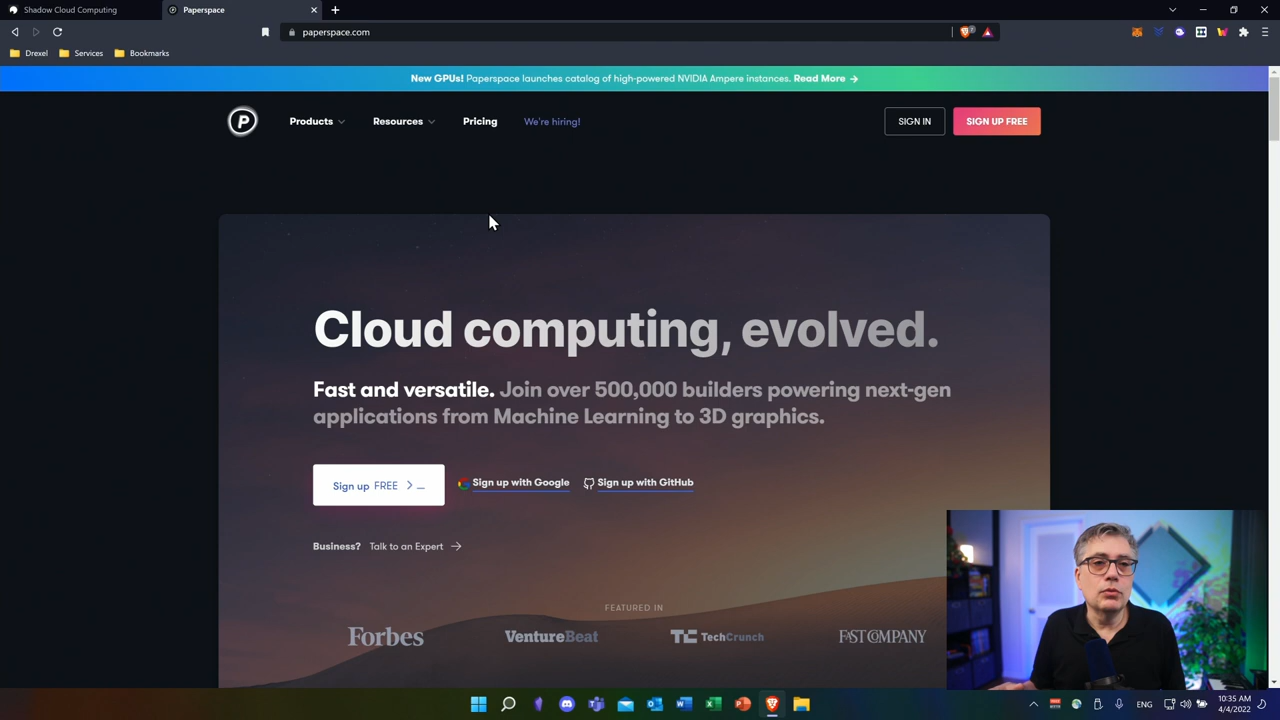 Shadow Cloud Computing
Paperspace
paperspace.com
Drexel
Services
Bookmarks
New GPUs! Paperspace launches catalog of high-powered NVIDIA Ampere instances. Read More →
P
Products
Resources
Pricing
We're hiring!
SIGN IN
SIGN UP FREE
Cloud computing, evolved.
Fast and versatile. Join over 500,000 builders powering next-gen
applications from Machine Learning to 3D graphics.
Sign up FREE >_
Sign up with Google
Sign up with GitHub
Business? Talk to an Expert →
FEATURED IN
Forbes
VentureBeat
TC TechCrunch
FAST COMPANY
ENG
10:35 AM
4/4/2022